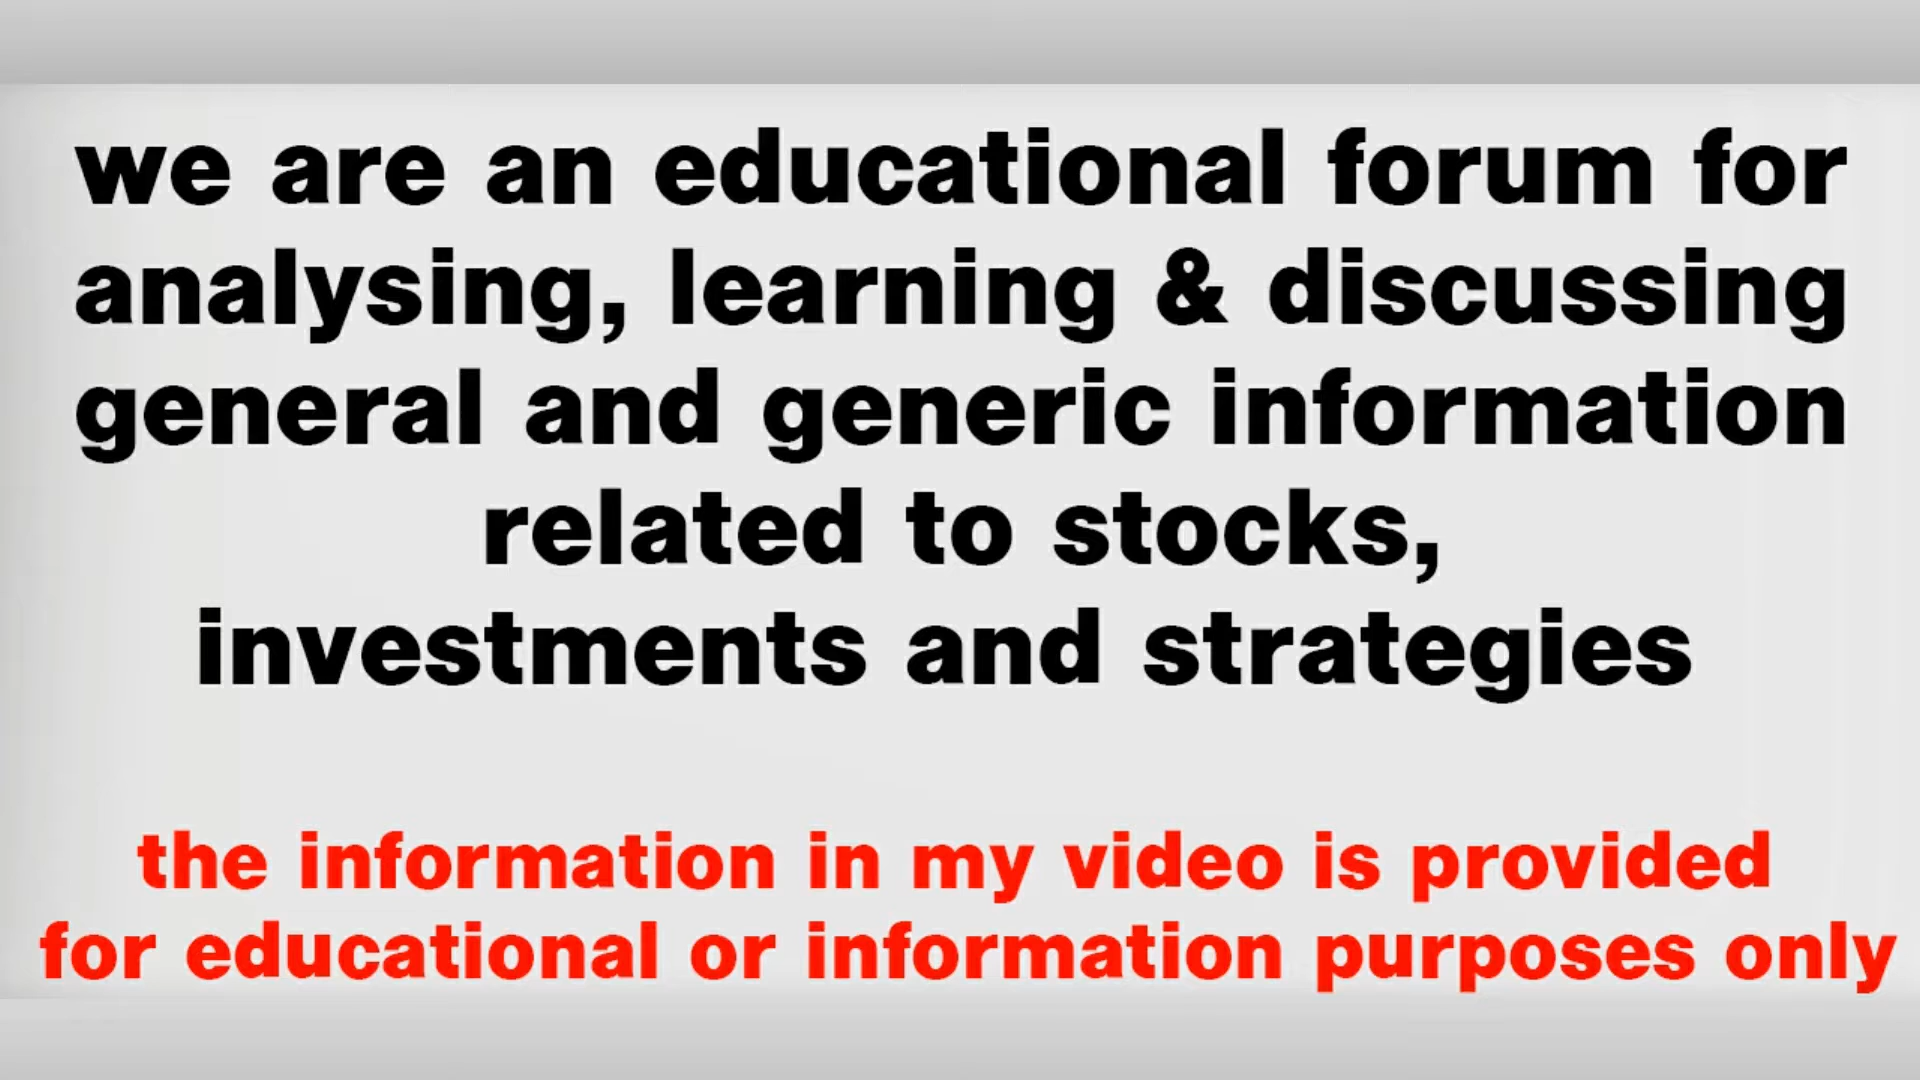 we are an educational forum for
analysing, learning & discussing
general and generic information
related to stocks,
investments and strategies
the information in my video is provided
for educational or information purposes only